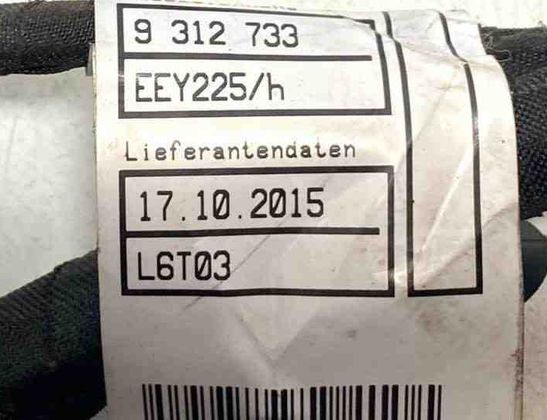 9 312 733
EEY225/h
Lieferantendaten
17.10.2015
L6T03